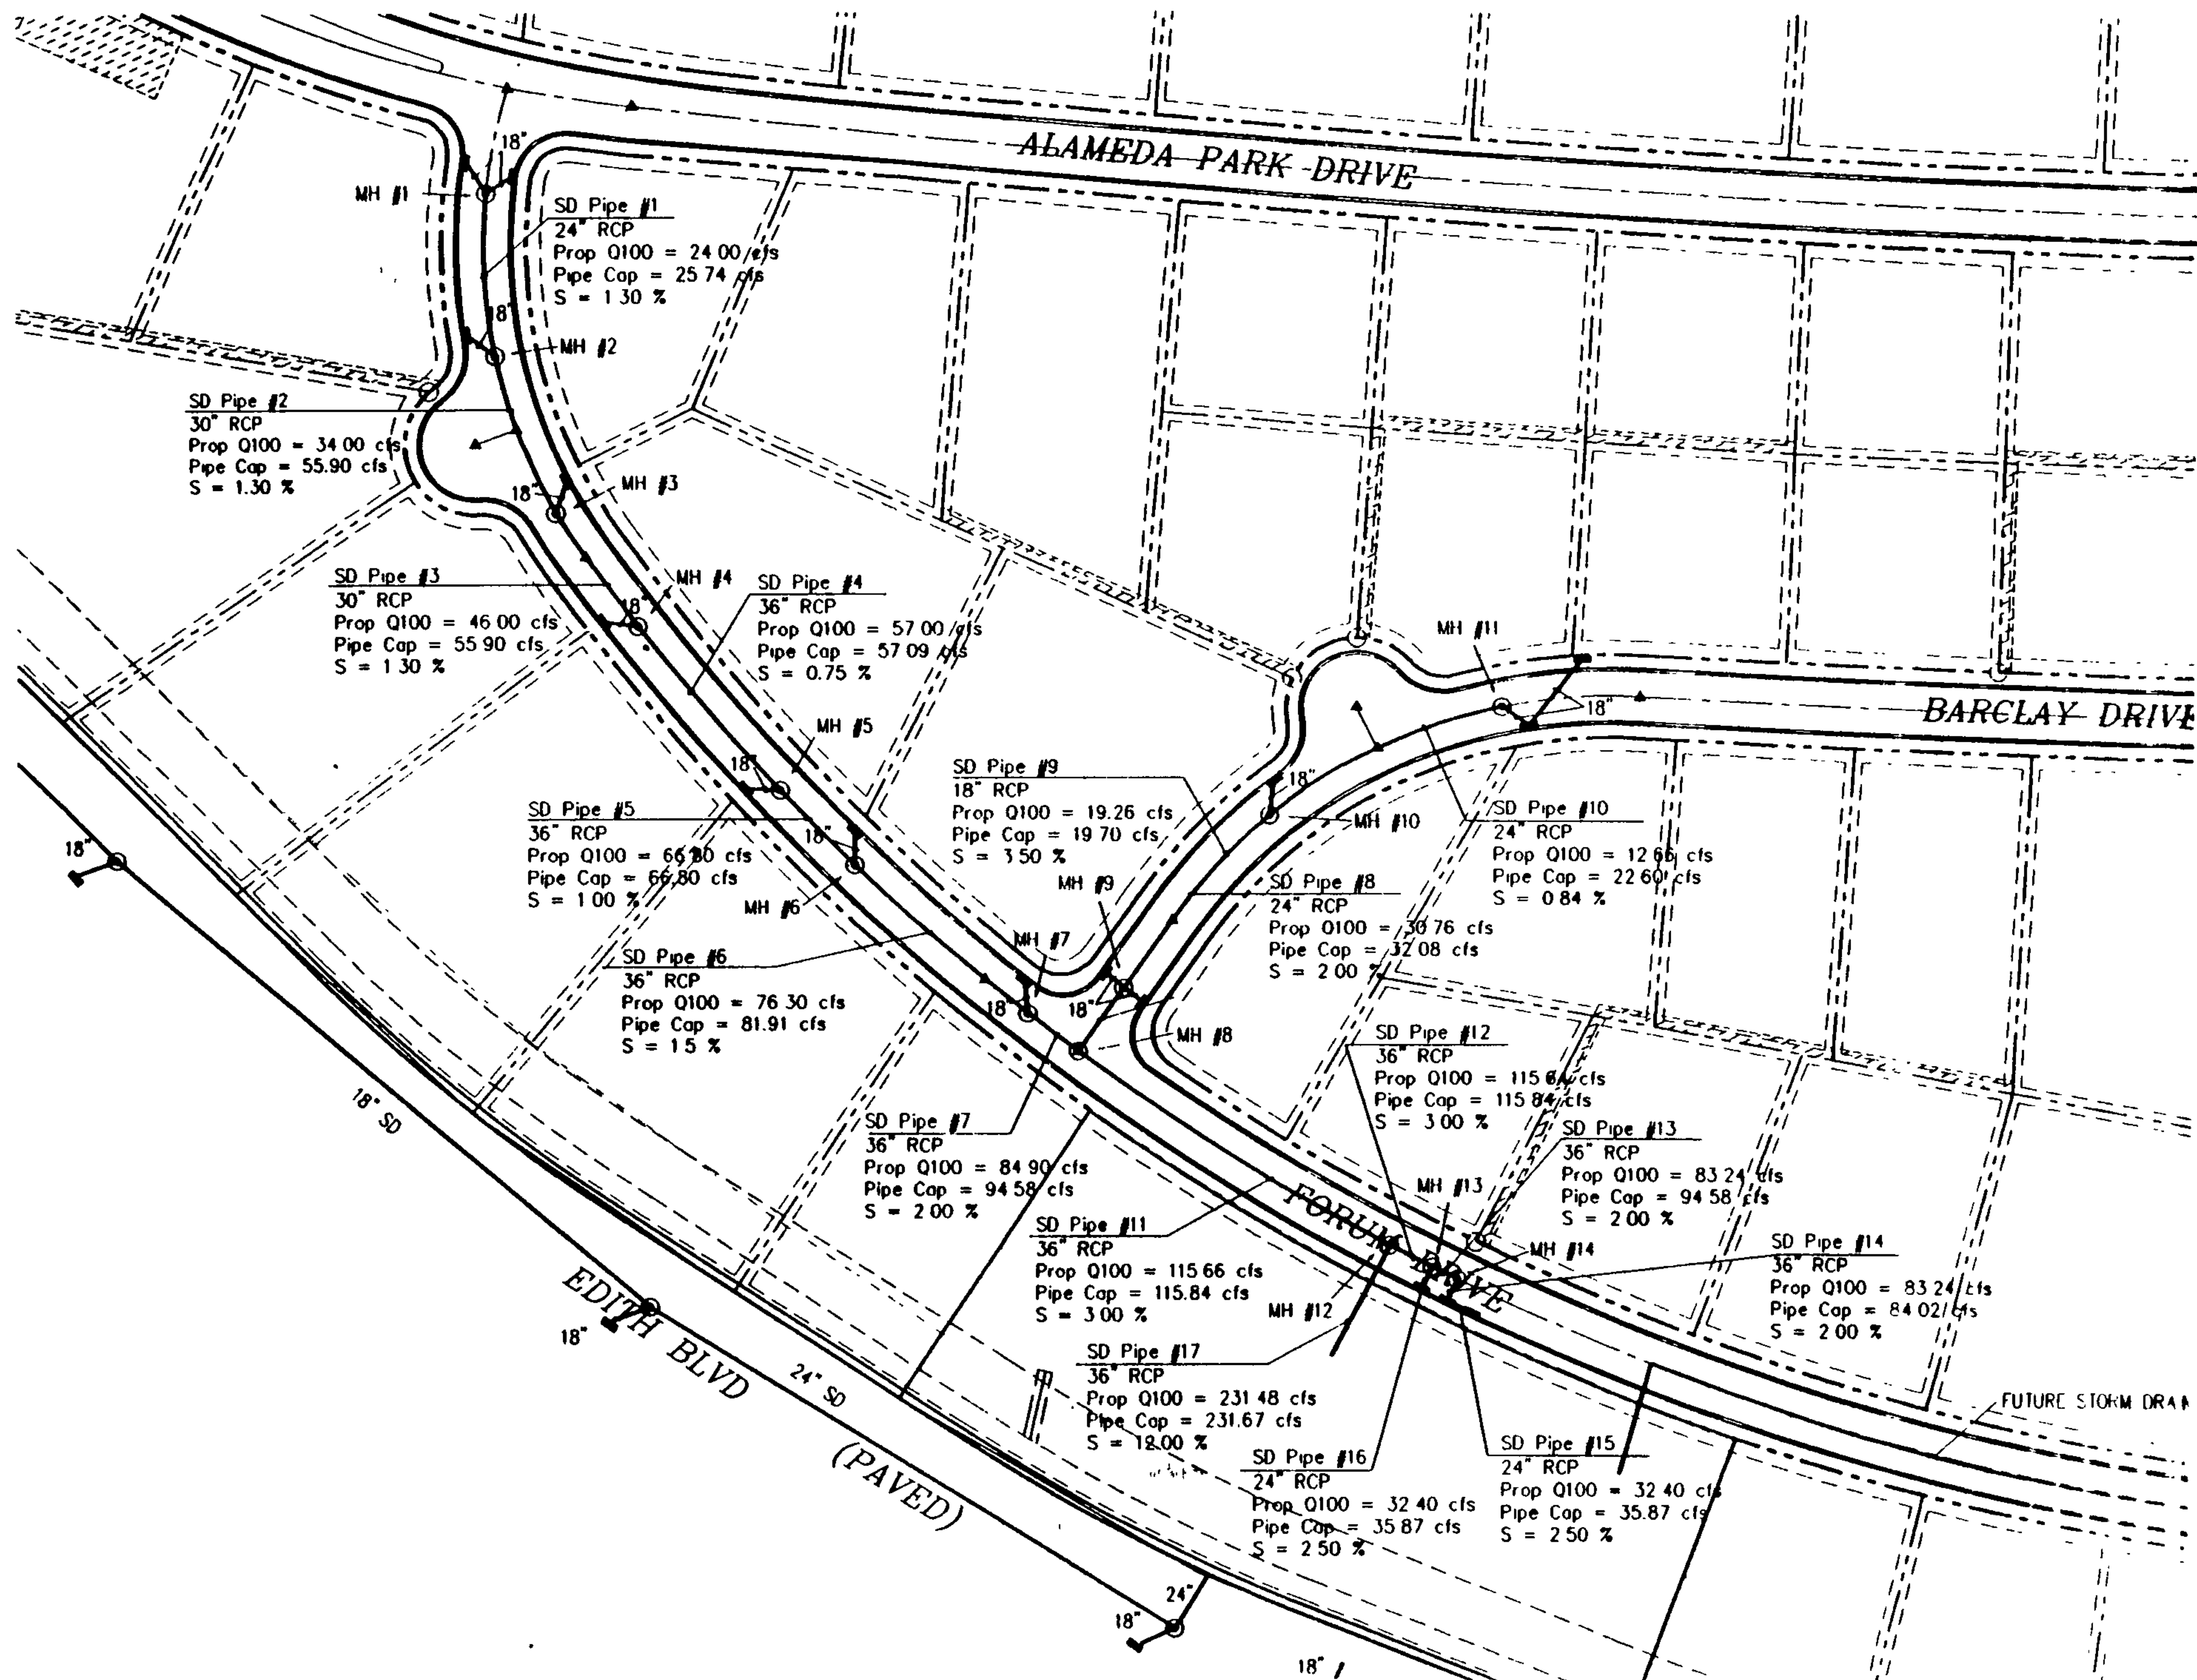 ALAMEDA PARK DRIVE
18"
MH #1
SD Pipe #1
24" RCP
Prop Q100 = 24 00 cfs
Pipe Cap = 25 74 cfs
S = 1 30 %
18"
MH #2
SD Pipe #2
30" RCP
Prop Q100 = 34 00 cfs
Pipe Cap = 55.90 cfs
S = 1.30 %
18"
MH #3
SD Pipe #3
30" RCP
Prop Q100 = 46 00 cfs
Pipe Cap = 55 90 cfs
S = 1 30 %
MH #4
18"
SD Pipe #4
36" RCP
Prop Q100 = 57 00 cfs
Pipe Cap = 57 09 cfs
S = 0.75 %
MH #11
18"
BARCLAY DRIVE
MH #5
18"
SD Pipe #5
36" RCP
Prop Q100 = 66 80 cfs
Pipe Cap = 66,80 cfs
S = 1 00 %
18"
MH #6
SD Pipe #9
18" RCP
Prop Q100 = 19.26 cfs
Pipe Cap = 19 70 cfs
S = 3 50 %
18"
MH #10
SD Pipe #10
24" RCP
Prop Q100 = 12 66 cfs
Pipe Cap = 22 60 cfs
S = 0 84 %
MH #9
SD Pipe #8
24" RCP
Prop Q100 = 30 76 cfs
Pipe Cap = 32 08 cfs
S = 2 00 %
18"
SD Pipe #6
36" RCP
Prop Q100 = 76 30 cfs
Pipe Cap = 81.91 cfs
S = 1 5 %
MH #7
18"
18"
MH #8
18" SD
SD Pipe #7
36" RCP
Prop Q100 = 84 90 cfs
Pipe Cap = 94 58 cfs
S = 2 00 %
SD Pipe #12
36" RCP
Prop Q100 = 115 64 cfs
Pipe Cap = 115 84 cfs
S = 3 00 %
SD Pipe #13
36" RCP
Prop Q100 = 83 24 cfs
Pipe Cap = 94 58 cfs
S = 2 00 %
MH #13
FORUM DRIVE
MH #14
SD Pipe #11
36" RCP
Prop Q100 = 115 66 cfs
Pipe Cap = 115.84 cfs
S = 3 00 %
MH #12
SD Pipe #14
36" RCP
Prop Q100 = 83 24 cfs
Pipe Cap = 84 02 cfs
S = 2 00 %
EDITH BLVD
18"
24" SD
(PAVED)
SD Pipe #17
36" RCP
Prop Q100 = 231 48 cfs
Pipe Cap = 231.67 cfs
S = 12.00 %
FUTURE STORM DRAIN
SD Pipe #16
24" RCP
Prop Q100 = 32 40 cfs
Pipe Cap = 35 87 cfs
S = 2 50 %
SD Pipe #15
24" RCP
Prop Q100 = 32 40 cfs
Pipe Cap = 35.87 cfs
S = 2 50 %
24"
18"
18"